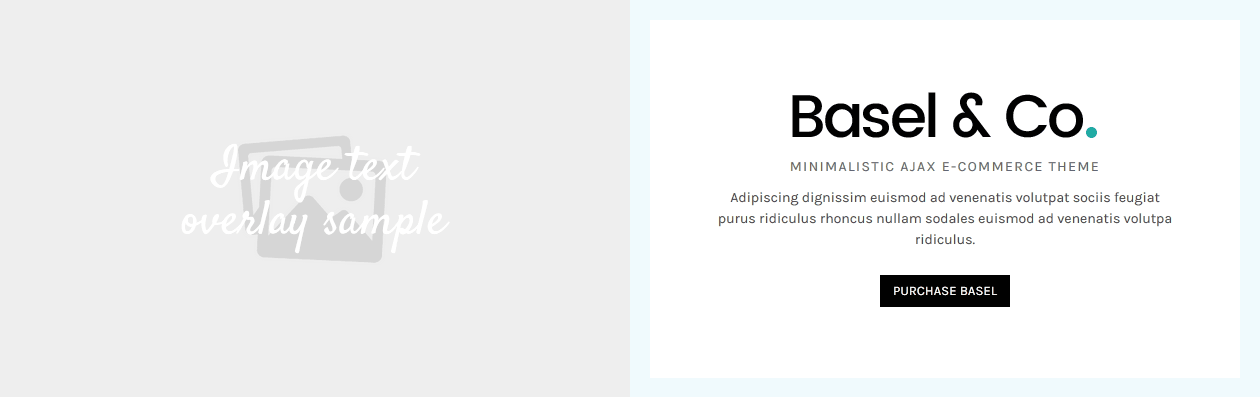 Image text
overlay sample
Basel & Co.
MINIMALISTIC AJAX E-COMMERCE THEME
Adipiscing dignissim euismod ad venenatis volutpat sociis feugiat
purus ridiculus rhoncus nullam sodales euismod ad venenatis volutpa
ridiculus.
PURCHASE BASEL